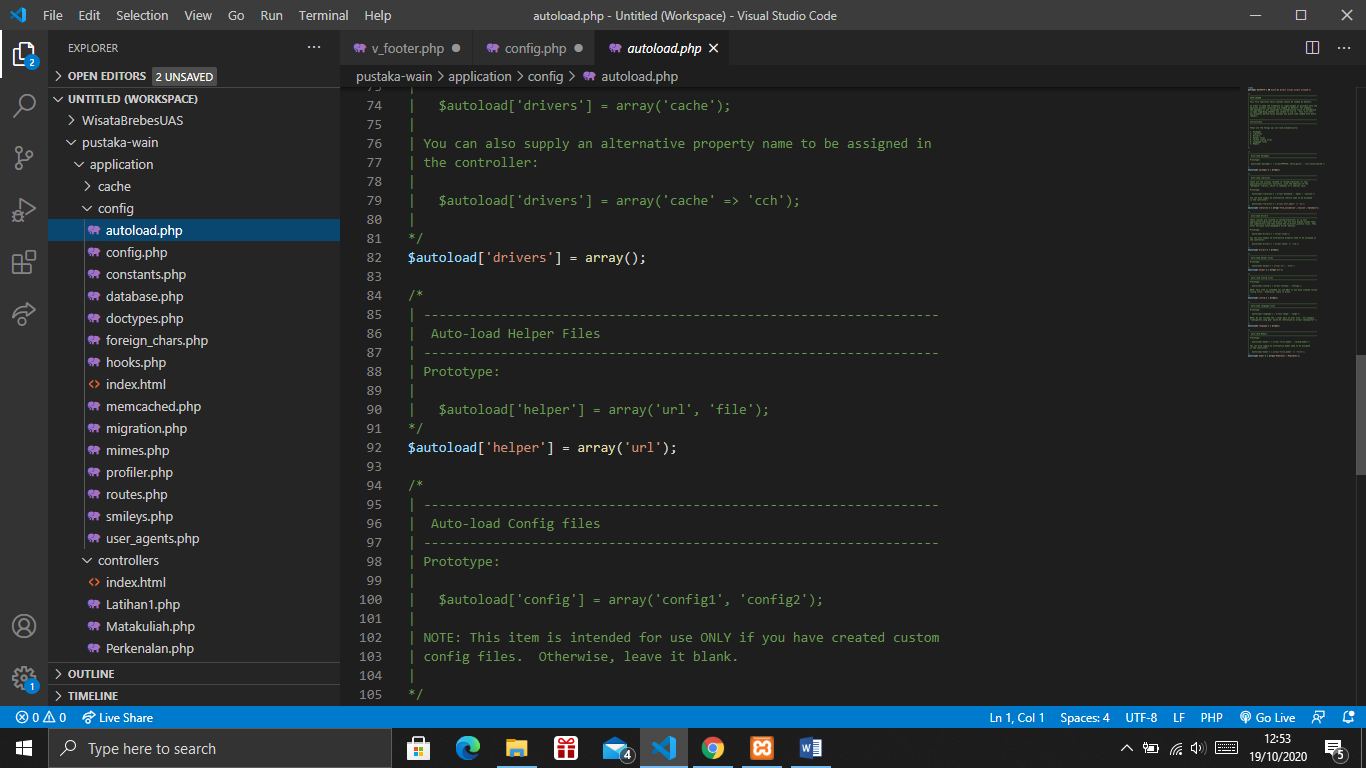 File Edit Selection View Go Run Terminal Help
autoload.php - Untitled (Workspace) - Visual Studio Code
EXPLORER
OPEN EDITORS 2 UNSAVED
UNTITLED (WORKSPACE)
WisataBrebesUAS
pustaka-wain
application
cache
config
autoload.php
config.php
constants.php
database.php
doctypes.php
foreign_chars.php
hooks.php
index.html
memcached.php
migration.php
mimes.php
profiler.php
routes.php
smileys.php
user_agents.php
controllers
index.html
Latihan1.php
Matakuliah.php
Perkenalan.php
OUTLINE
TIMELINE
2
1
v_footer.php config.php autoload.php
pustaka-wain > application > config > autoload.php
73 |
74 |   $autoload['drivers'] = array('cache');
75 |
76 | You can also supply an alternative property name to be assigned in
77 | the controller:
78 |
79 |   $autoload['drivers'] = array('cache' => 'cch');
80 |
81 */
82 $autoload['drivers'] = array();
83
84 /*
85 | -------------------------------------------------------------------
86 |  Auto-load Helper Files
87 | -------------------------------------------------------------------
88 | Prototype:
89 |
90 |   $autoload['helper'] = array('url', 'file');
91 */
92 $autoload['helper'] = array('url');
93
94 /*
95 | -------------------------------------------------------------------
96 |  Auto-load Config files
97 | -------------------------------------------------------------------
98 | Prototype:
99 |
100 |   $autoload['config'] = array('config1', 'config2');
101 |
102 | NOTE: This item is intended for use ONLY if you have created custom
103 | config files.  Otherwise, leave it blank.
104 |
105 */
0 0 Live Share
Ln 1, Col 1 Spaces: 4 UTF-8 LF PHP Go Live
Type here to search
4
12:53
19/10/2020
5